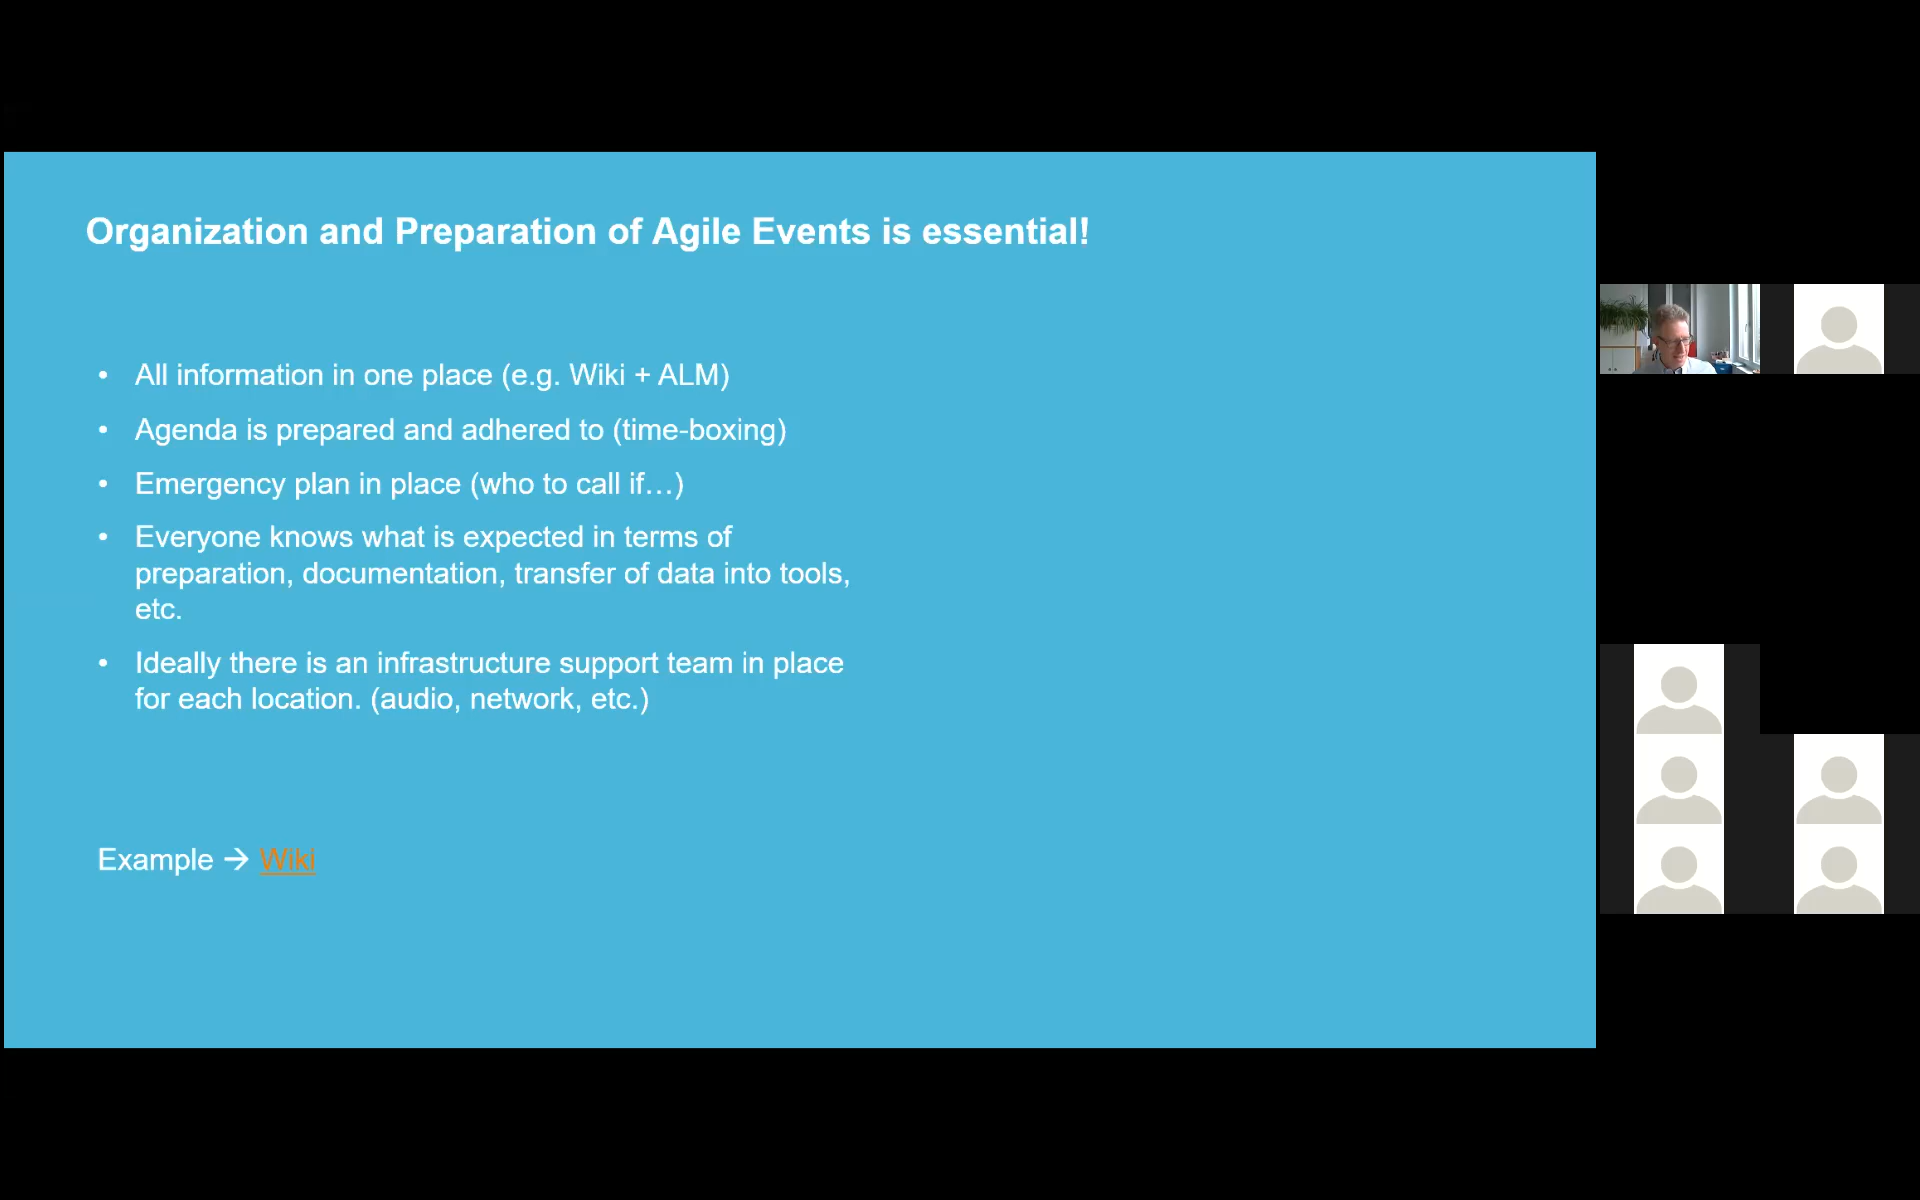 Organization and Preparation of Agile Events is essential!
• All information in one place (e.g. Wiki + ALM)
• Agenda is prepared and adhered to (time-boxing)
• Emergency plan in place (who to call if…)
• Everyone knows what is expected in terms of
preparation, documentation, transfer of data into tools,
etc.
• Ideally there is an infrastructure support team in place
for each location. (audio, network, etc.)
Example → Wiki